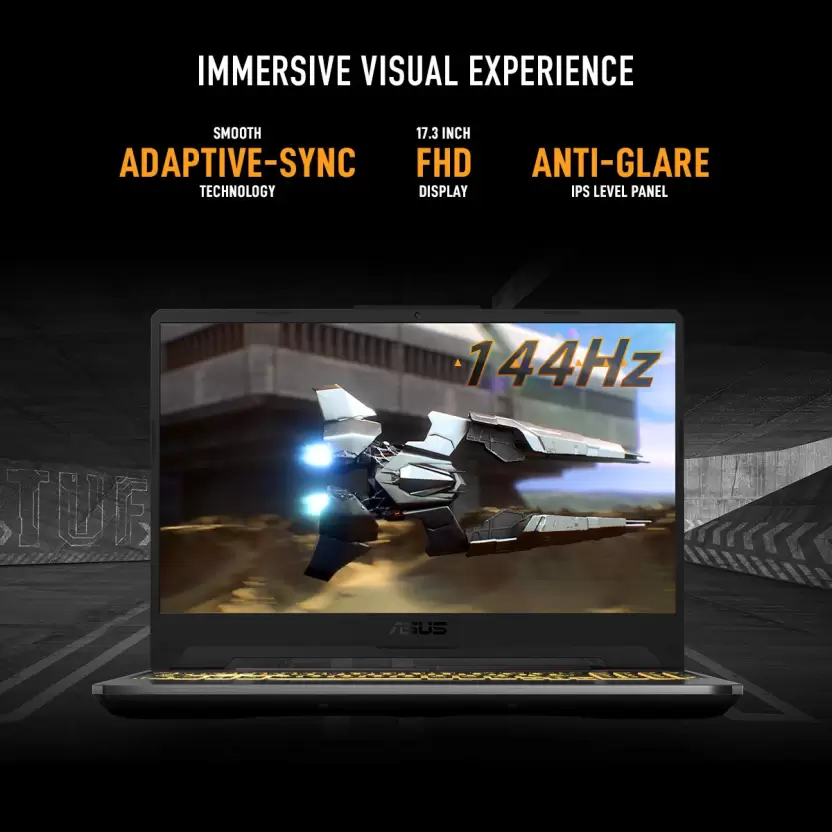 IMMERSIVE VISUAL EXPERIENCE
SMOOTH
ADAPTIVE-SYNC
TECHNOLOGY
17.3 INCH
FHD
DISPLAY
ANTI-GLARE
IPS LEVEL PANEL
144Hz
TUF
ASUS